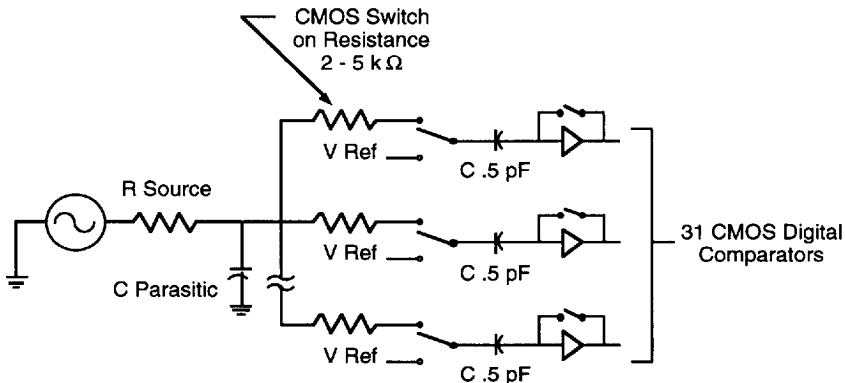 CMOS Switch
on Resistance
2 - 5 k Ω
V Ref
C .5 pF
R Source
V Ref
C .5 pF
31 CMOS Digital
Comparators
C Parasitic
V Ref
C .5 pF